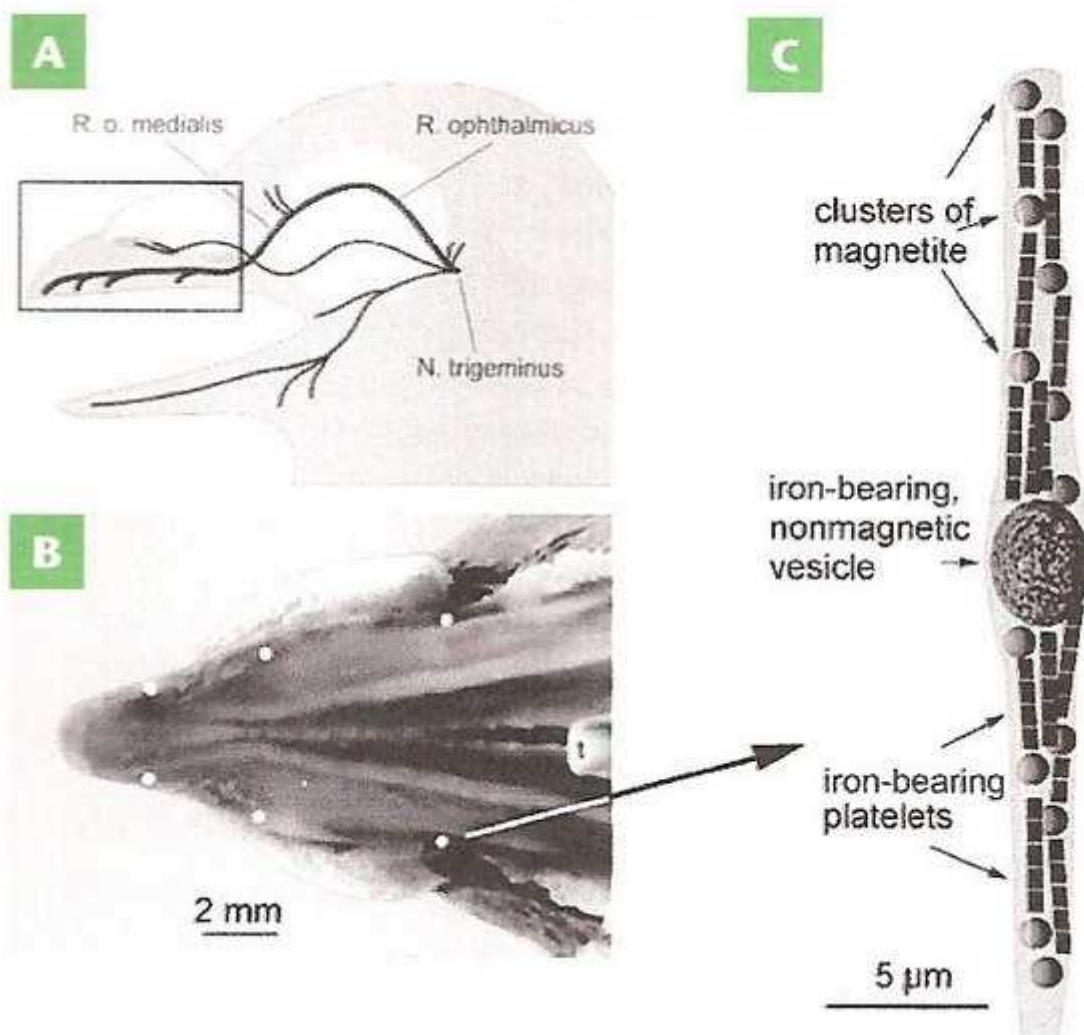 A
R. o. medialis
R. ophthalmicus
N. trigeminus
B
2 mm
t
C
clusters of
magnetite
iron-bearing,
nonmagnetic
vesicle
iron-bearing
platelets
5 µm